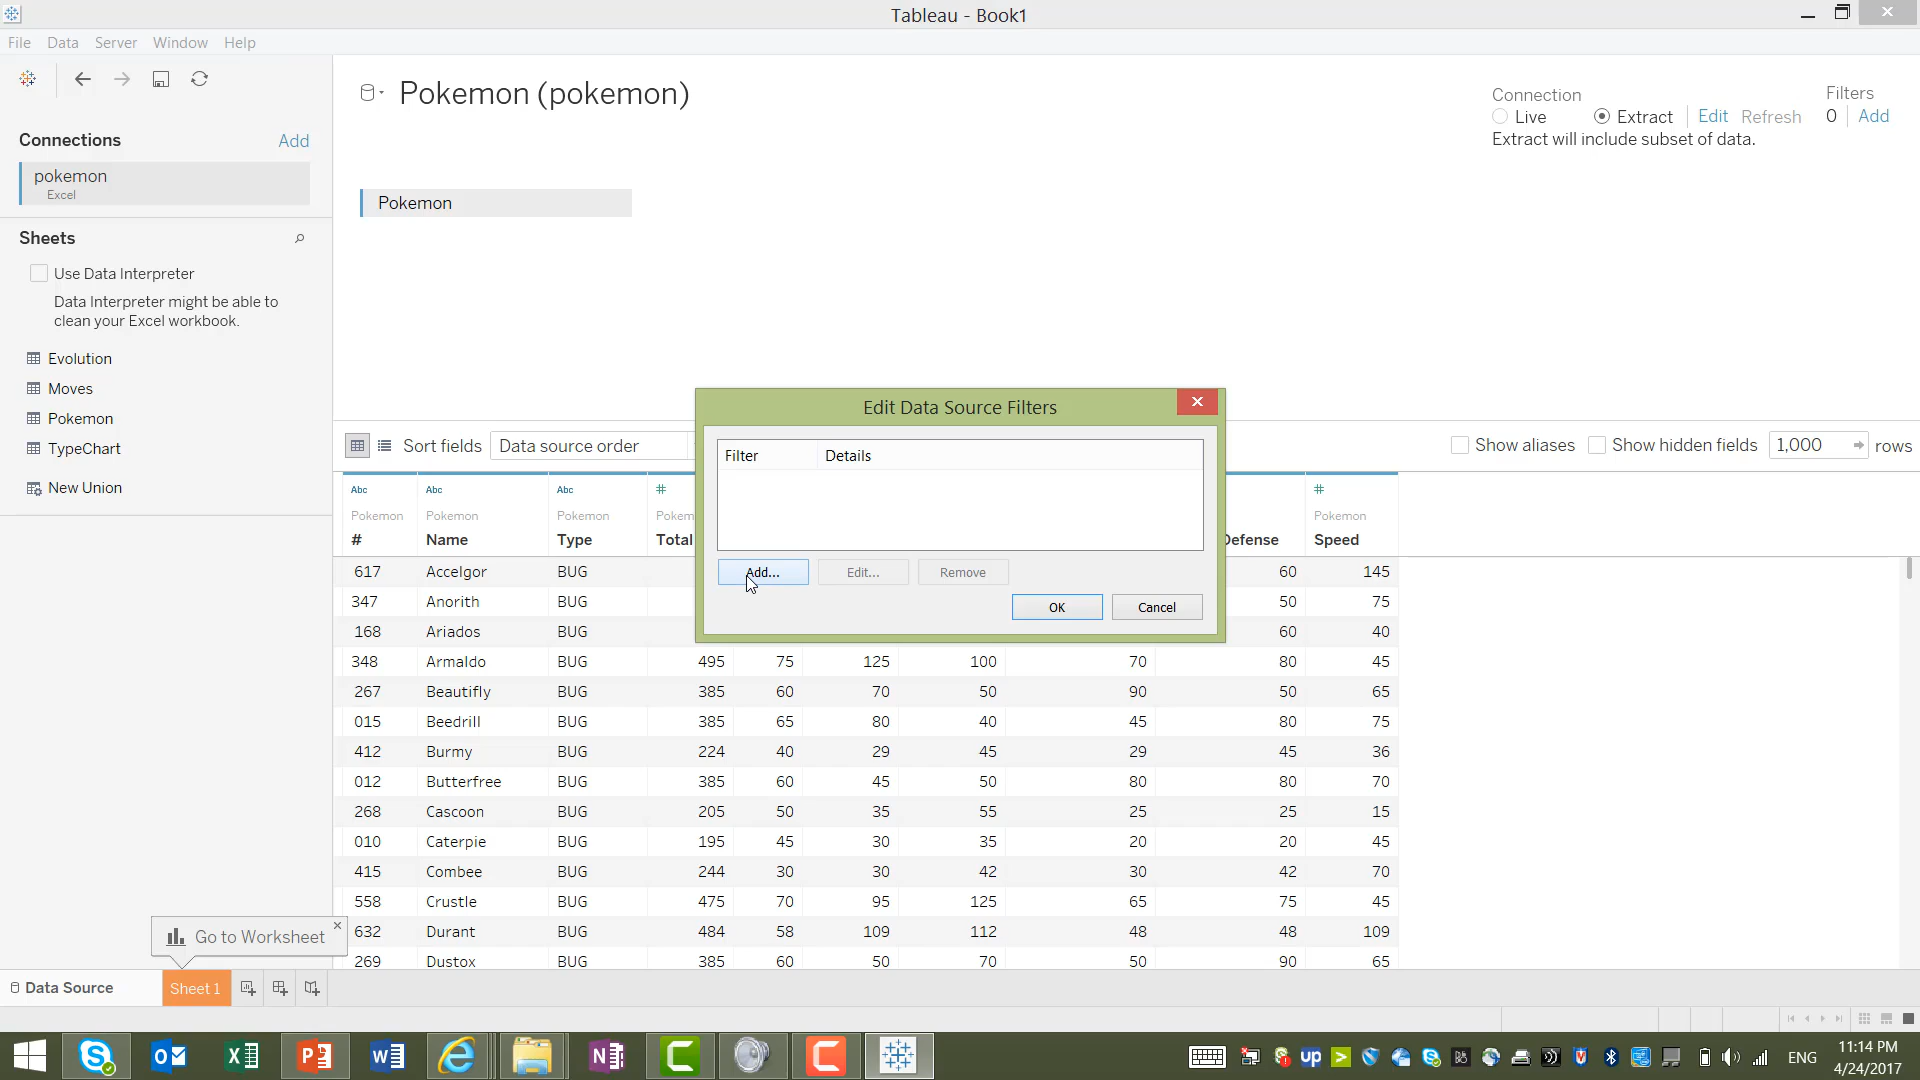 Tableau - Book1
File Data Server Window Help
Connections Add
pokemon
Excel
Sheets
Use Data Interpreter
Data Interpreter might be able to
clean your Excel workbook.
Evolution
Moves
Pokemon
TypeChart
New Union
Pokemon (pokemon)
Connection
Live Extract Edit Refresh
Extract will include subset of data.
Filters
0 Add
Pokemon
Sort fields Data source order
Show aliases Show hidden fields 1,000 rows
Edit Data Source Filters
Filter Details
Add... Edit... Remove
OK Cancel
Abc Abc Abc # #
Pokemon Pokemon Pokemon Pokem Pokemon
# Name Type Total Defense Speed
617 Accelgor BUG 60 145
347 Anorith BUG 50 75
168 Ariados BUG 60 40
348 Armaldo BUG 495 75 125 100 70 80 45
267 Beautifly BUG 385 60 70 50 90 50 65
015 Beedrill BUG 385 65 80 40 45 80 75
412 Burmy BUG 224 40 29 45 29 45 36
012 Butterfree BUG 385 60 45 50 80 80 70
268 Cascoon BUG 205 50 35 55 25 25 15
010 Caterpie BUG 195 45 30 35 20 20 45
415 Combee BUG 244 30 30 42 30 42 70
558 Crustle BUG 475 70 95 125 65 75 45
632 Durant BUG 484 58 109 112 48 48 109
269 Dustox BUG 385 60 50 70 50 90 65
Go to Worksheet
Data Source Sheet 1
ENG
11:14 PM
4/24/2017